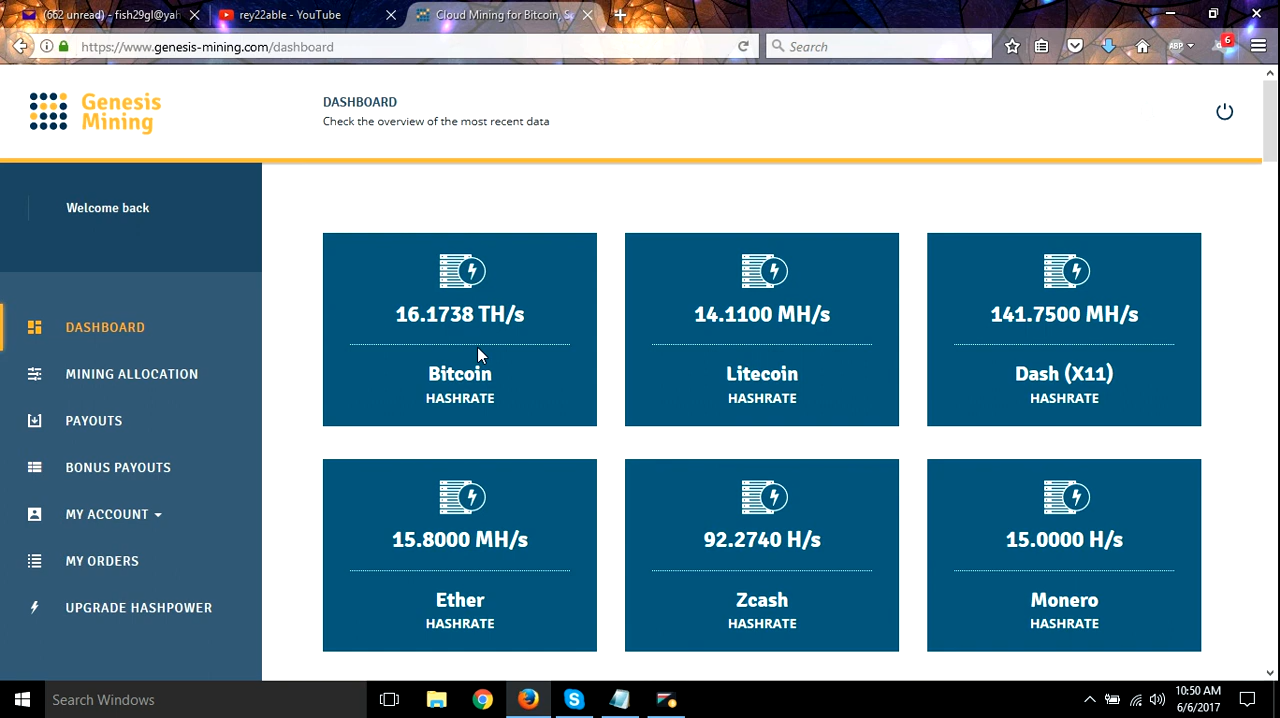 (662 unread) - fish29gl@yah
rey22able - YouTube
Cloud Mining for Bitcoin, Sc
https://www.genesis-mining.com/dashboard
Search
ABP
6
Genesis
Mining
DASHBOARD
Check the overview of the most recent data
Welcome back
DASHBOARD
MINING ALLOCATION
PAYOUTS
BONUS PAYOUTS
MY ACCOUNT
MY ORDERS
UPGRADE HASHPOWER
16.1738 TH/s
Bitcoin
HASHRATE
14.1100 MH/s
Litecoin
HASHRATE
141.7500 MH/s
Dash (X11)
HASHRATE
15.8000 MH/s
Ether
HASHRATE
92.2740 H/s
Zcash
HASHRATE
15.0000 H/s
Monero
HASHRATE
Search Windows
10:50 AM
6/6/2017